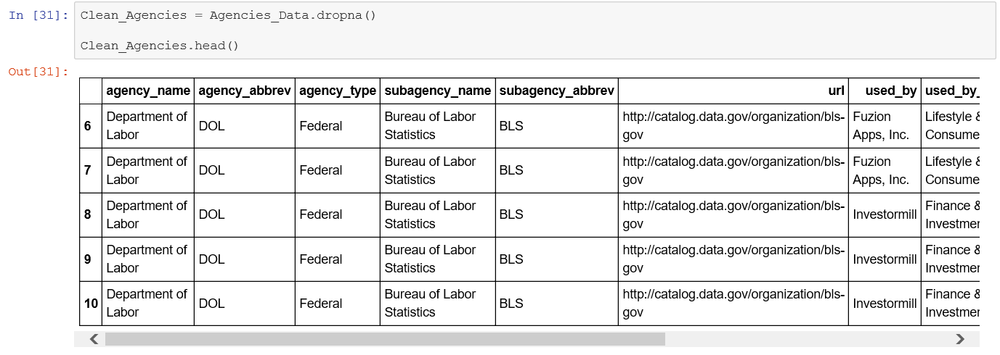 In [31]: Clean_Agencies = Agencies_Data.dropna()
Clean_Agencies.head()
Out[31]:
agency_name agency_abbrev agency_type subagency_name subagency_abbrev url used_by used_by_
6 Department of Labor DOL Federal Bureau of Labor Statistics BLS http://catalog.data.gov/organization/bls-gov Fuzion Apps, Inc. Lifestyle & Consume
7 Department of Labor DOL Federal Bureau of Labor Statistics BLS http://catalog.data.gov/organization/bls-gov Fuzion Apps, Inc. Lifestyle & Consume
8 Department of Labor DOL Federal Bureau of Labor Statistics BLS http://catalog.data.gov/organization/bls-gov Investormill Finance & Investmer
9 Department of Labor DOL Federal Bureau of Labor Statistics BLS http://catalog.data.gov/organization/bls-gov Investormill Finance & Investmer
10 Department of Labor DOL Federal Bureau of Labor Statistics BLS http://catalog.data.gov/organization/bls-gov Investormill Finance & Investmer